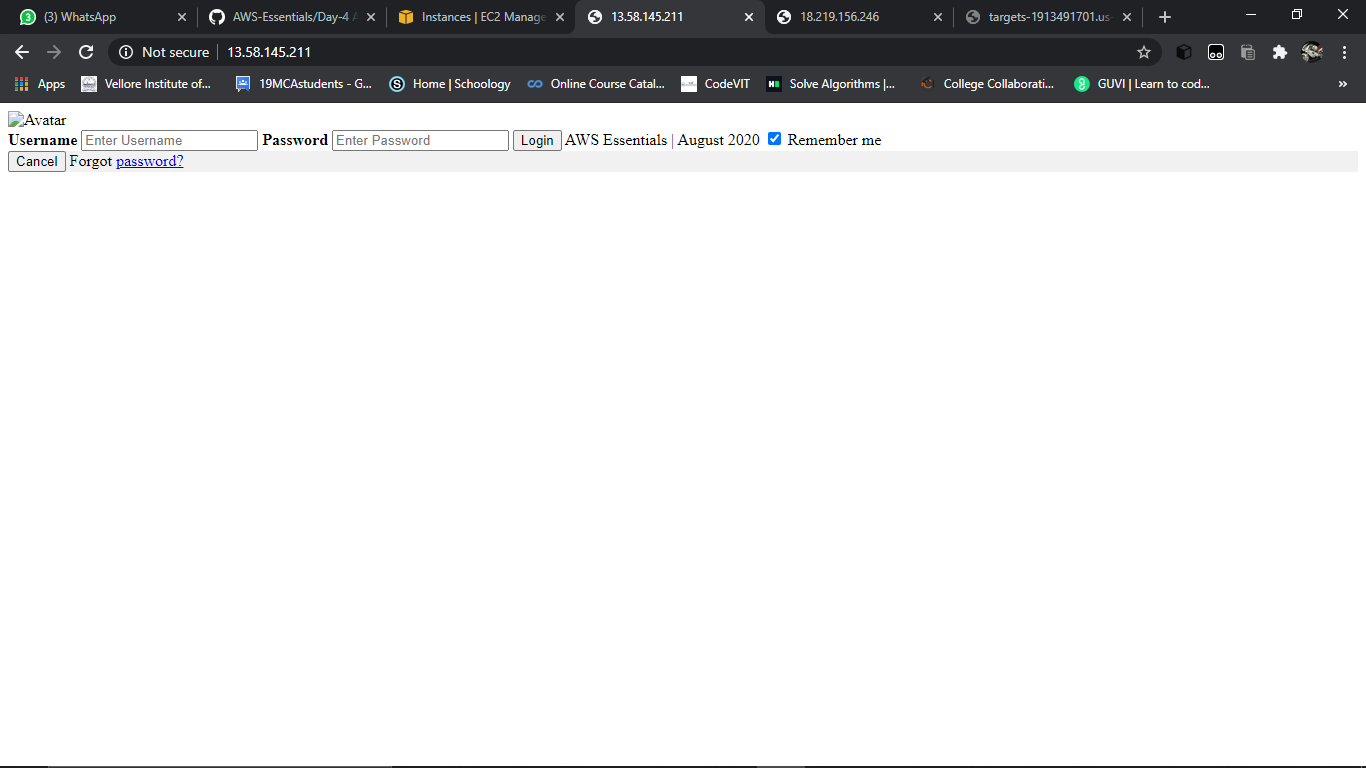 (3) WhatsApp AWS-Essentials/Day-4 A Instances | EC2 Manage 13.58.145.211 18.219.156.246 targets-1913491701.us-
Not secure 13.58.145.211
Apps Vellore Institute of... 19MCAstudents - G... Home | Schoology Online Course Catal... CodeVIT Solve Algorithms |... College Collaborati... GUVI | Learn to cod... »
Avatar
Username Enter Username Password Enter Password Login AWS Essentials | August 2020 Remember me
Cancel Forgot password?